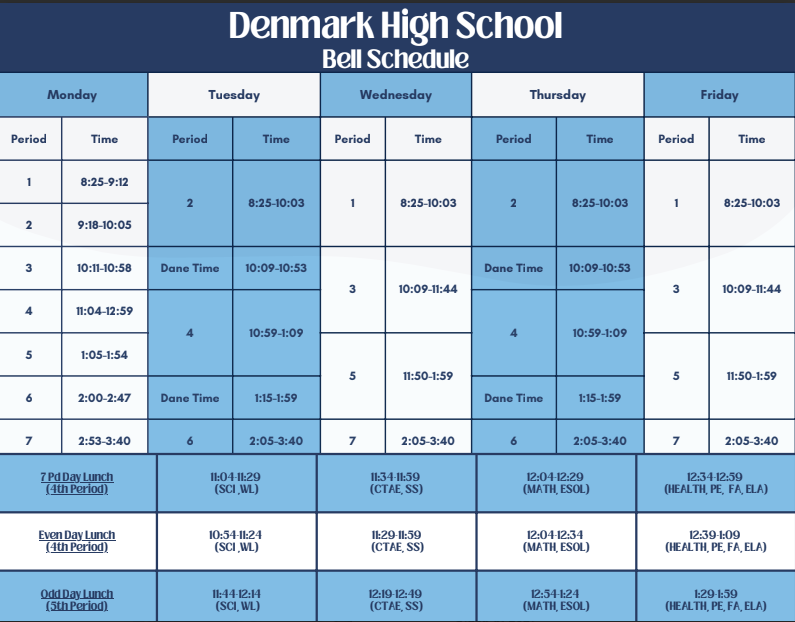 Denmark High School
Bell Schedule
Monday Tuesday Wednesday Thursday Friday
Period Time Period Time Period Time Period Time Period Time
1 8:25-9:12 2 8:25-10:03 1 8:25-10:03 2 8:25-10:03 1 8:25-10:03
2 9:18-10:05
3 10:11-10:58 Dane Time 10:09-10:53 3 10:09-11:44 Dane Time 10:09-10:53 3 10:09-11:44
4 11:04-12:59 4 10:59-1:09 4 10:59-1:09
5 1:05-1:54 5 11:50-1:59 5 11:50-1:59
6 2:00-2:47 Dane Time 1:15-1:59 Dane Time 1:15-1:59
7 2:53-3:40 6 2:05-3:40 7 2:05-3:40 6 2:05-3:40 7 2:05-3:40
7 Pd Day Lunch 11:04-11:29 11:34-11:59 12:04-12:29 12:34-12:59
(4th Period) (SCI ,WL) (CTAE, SS) (MATH, ESOL) (HEALTH, PE, FA, ELA)
Even Day Lunch 10:54-11:24 11:29-11:59 12:04-12:34 12:39-1:09
(4th Period) (SCI ,WL) (CTAE, SS) (MATH, ESOL) (HEALTH, PE, FA, ELA)
Odd Day Lunch 11:44-12:14 12:19-12:49 12:54-1:24 1:29-1:59
(5th Period) (SCI, WL) (CTAE, SS) (MATH, ESOL) (HEALTH, PE, FA, ELA)